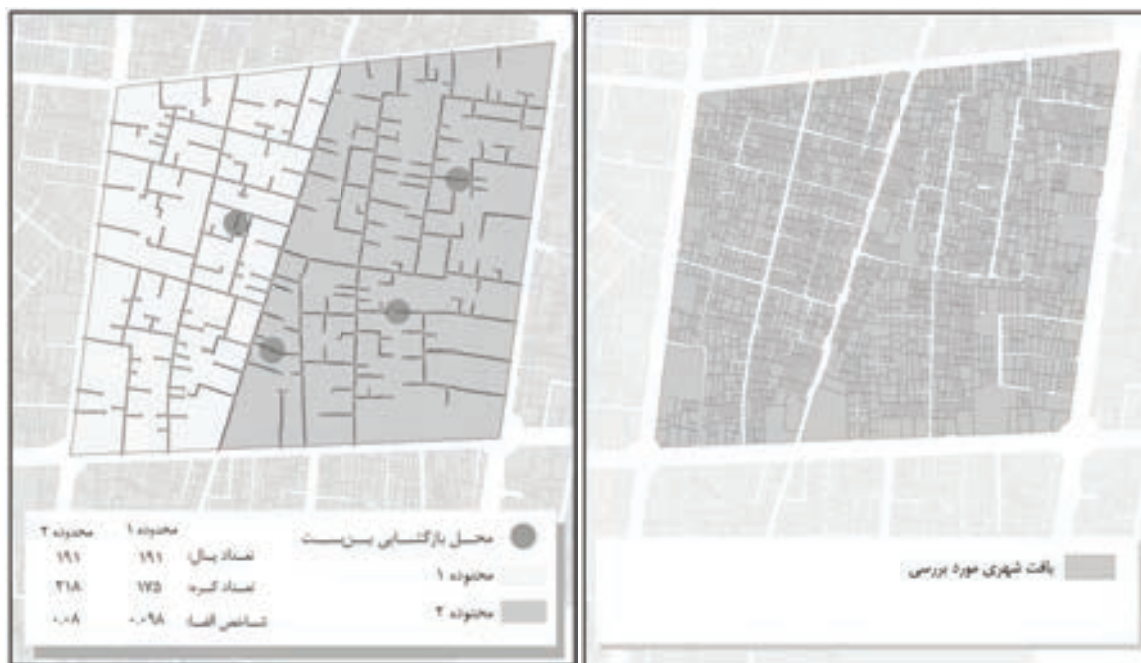 بافت شهری مورد بررسی
محل بازگشایی بن‌بست
محدوده ۱
محدوده ۲
محدوده ۱ محدوده ۲
تعداد یال: ۱۹۱ ۱۹۱
تعداد گره: ۱۷۵ ۲۱۸
شاخص آلفا: ۰.۰۹۸ ۰.۰۸